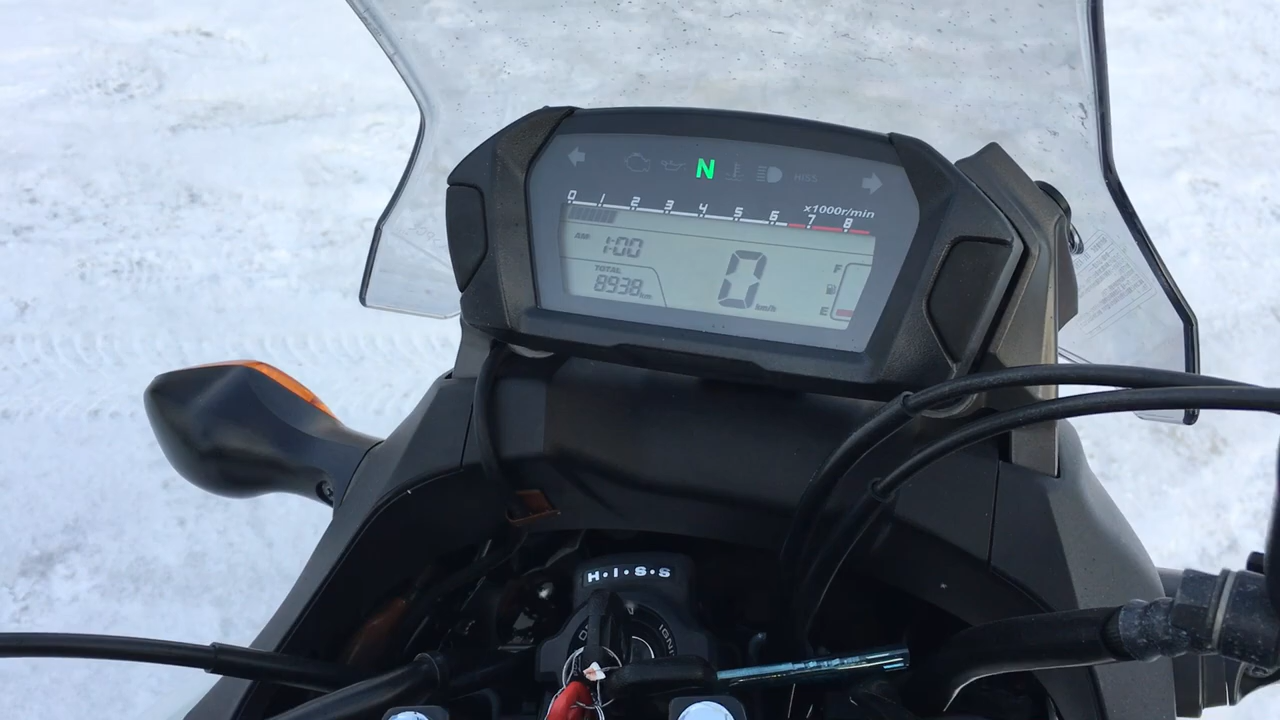 N
HISS
0 1 2 3 4 5 6 7 8
x1000r/min
AM 1:00
TOTAL
8938 km
0 km/h
F
E
H·I·S·S
IGNI